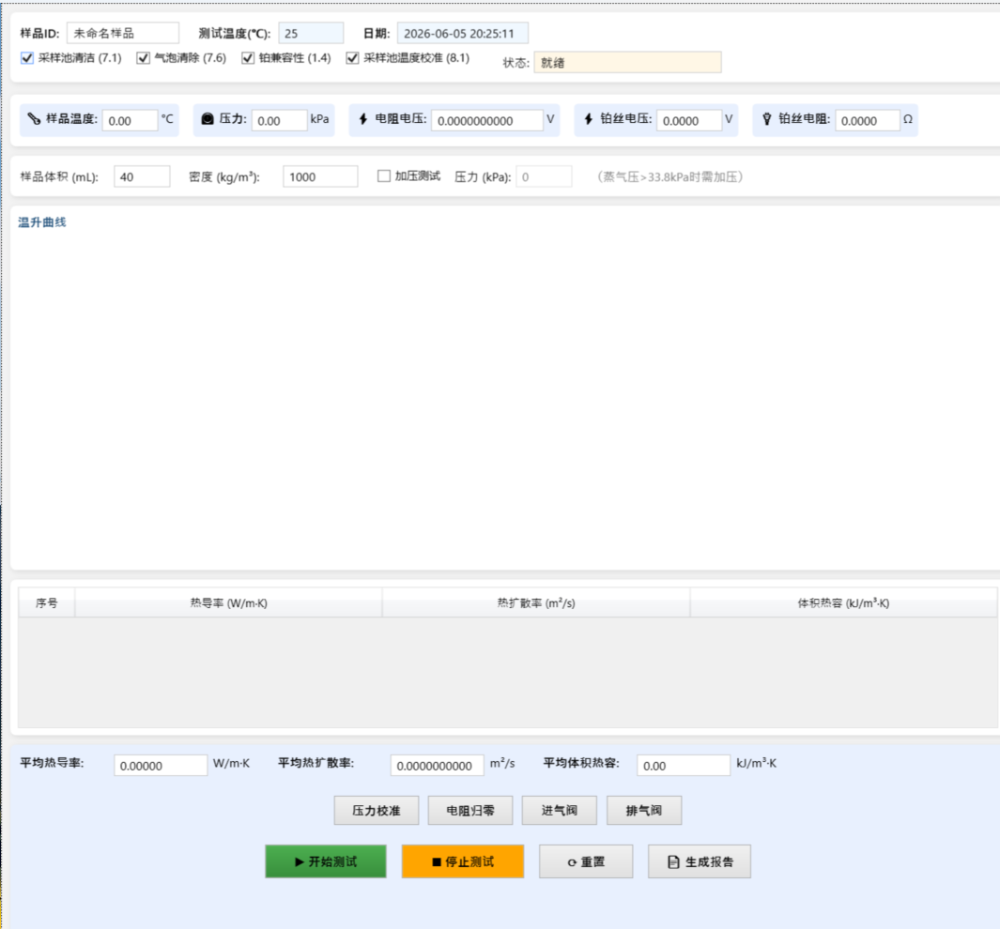 样品ID: 未命名样品 测试温度(℃): 25 日期: 2026-06-05 20:25:11
采样池清洁 (7.1) 气泡清除 (7.6) 铂兼容性 (1.4) 采样池温度校准 (8.1) 状态: 就绪
样品温度: 0.00 °C 压力: 0.00 kPa 电阻电压: 0.0000000000 V 铂丝电压: 0.0000 V 铂丝电阻: 0.0000 Ω
样品体积 (mL): 40 密度 (kg/m³): 1000 加压测试 压力 (kPa): 0 （蒸气压>33.8kPa时需加压）
温升曲线
序号 热导率 (W/m·K) 热扩散率 (m²/s) 体积热容 (kJ/m³·K)
平均热导率: 0.00000 W/m·K 平均热扩散率: 0.0000000000 m²/s 平均体积热容: 0.00 kJ/m³·K
压力校准 电阻归零 进气阀 排气阀
▶ 开始测试 ■ 停止测试 ⟳ 重置 生成报告